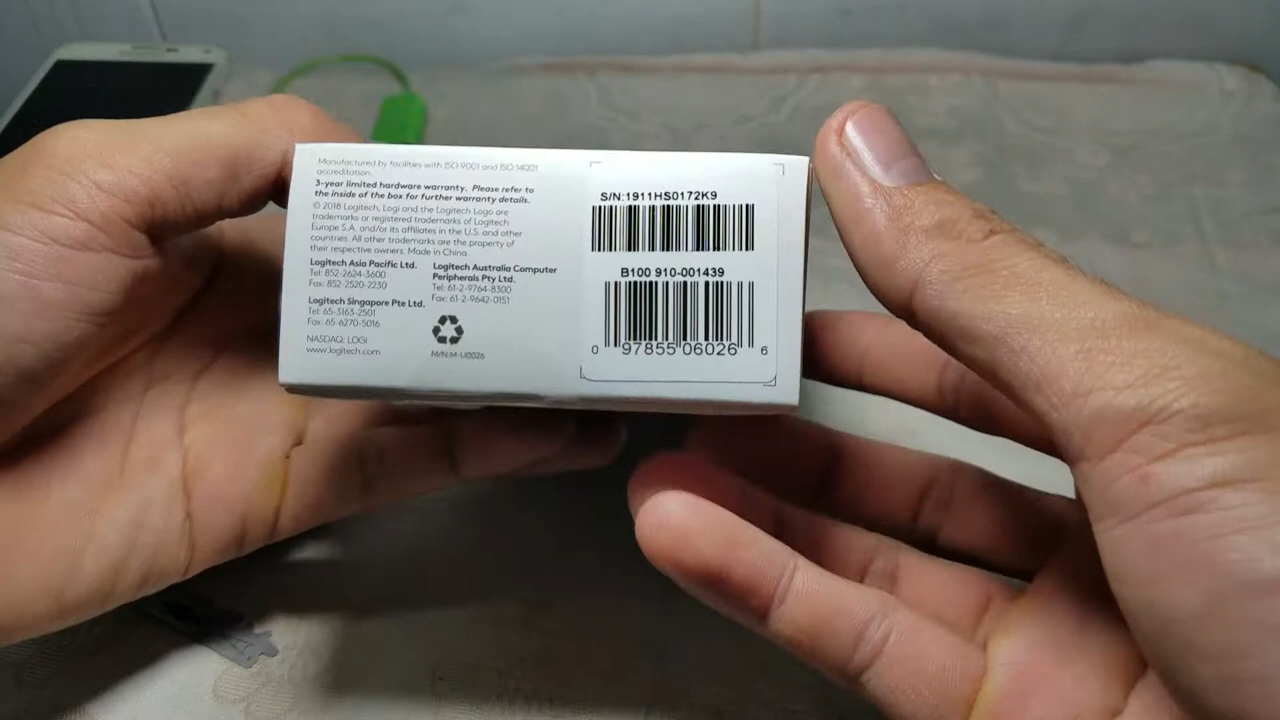 Manufactured by facilities with ISO 9001 and ISO 14001
accreditation.
3-year limited hardware warranty. Please refer to
the inside of the box for further warranty details.
© 2018 Logitech, Logi and the Logitech Logo are
trademarks or registered trademarks of Logitech
Europe S.A. and/or its affiliates in the U.S. and other
countries. All other trademarks are the property of
their respective owners. Made in China.
Logitech Asia Pacific Ltd.
Tel: 852-2624-3600
Fax: 852-2520-2230
Logitech Singapore Pte Ltd.
Tel: 65-3163-2501
Fax: 65-6270-5016
NASDAQ: LOGI
www.logitech.com
Logitech Australia Computer
Peripherals Pty Ltd.
Tel: 61-2-9764-8300
Fax: 61-2-9642-0151
M/N:M-U0026
S/N:1911HS0172K9
B100 910-001439
0 97855 06026 6